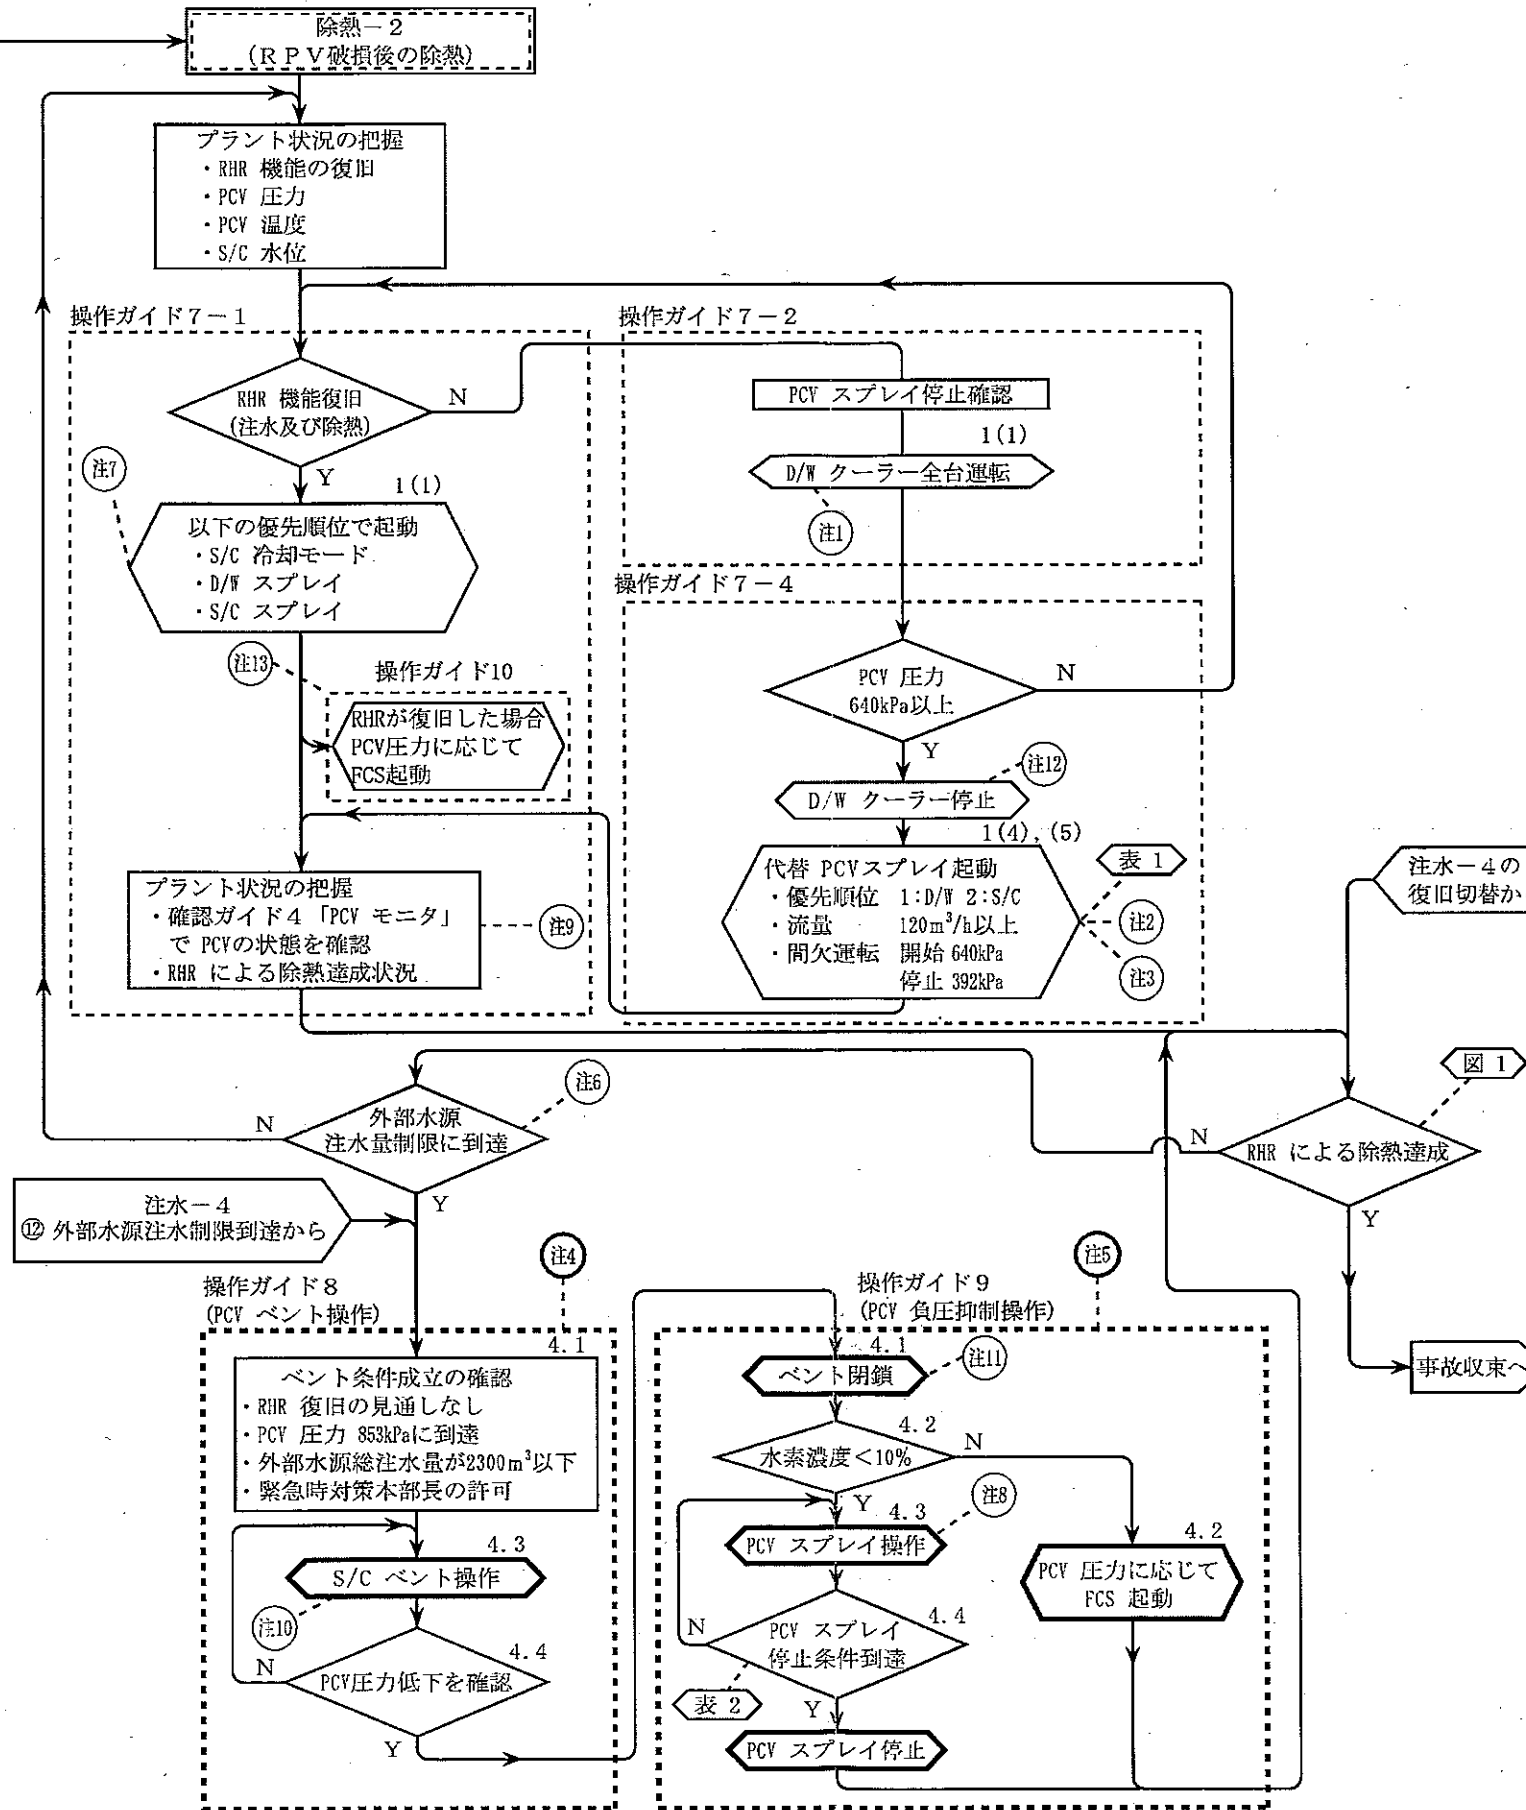 除熱－２
(ＲＰＶ破損後の除熱)
プラント状況の把握
・RHR 機能の復旧
・PCV 圧力
・PCV 温度
・S/C 水位
操作ガイド７－１
RHR 機能復旧
(注水及び除熱)
N
Y
注7
1(1)
以下の優先順位で起動
・S/C 冷却モード
・D/W スプレイ
・S/C スプレイ
注13
操作ガイド10
RHRが復旧した場合
PCV圧力に応じて
FCS起動
プラント状況の把握
・確認ガイド４「PCV モニタ」
で PCVの状態を確認
・RHR による除熱達成状況
注9
操作ガイド７－２
PCV スプレイ停止確認
1(1)
D/W クーラー全台運転
注1
操作ガイド７－４
PCV 圧力
640kPa以上
N
Y
注12
D/W クーラー停止
1(4), (5)
代替 PCVスプレイ起動
・優先順位 1:D/W 2:S/C
・流量 120m³/h以上
・間欠運転 開始 640kPa
停止 392kPa
表 1
注2
注3
注水－４の
復旧切替か
図 1
RHR による除熱達成
N
Y
事故収束へ
注6
外部水源
注水量制限に到達
N
Y
注水－４
⑫ 外部水源注水制限到達から
注4
操作ガイド８
(PCV ベント操作)
4.1
ベント条件成立の確認
・RHR 復旧の見通しなし
・PCV 圧力 853kPaに到達
・外部水源総注水量が2300m³以下
・緊急時対策本部長の許可
4.3
S/C ベント操作
注10
4.4
PCV圧力低下を確認
N
Y
注5
操作ガイド９
(PCV 負圧抑制操作)
4.1
ベント閉鎖
注11
4.2
水素濃度＜10%
N
Y
注8
4.3
PCV スプレイ操作
4.4
PCV スプレイ
停止条件到達
N
表 2
Y
PCV スプレイ停止
4.2
PCV 圧力に応じて
FCS 起動